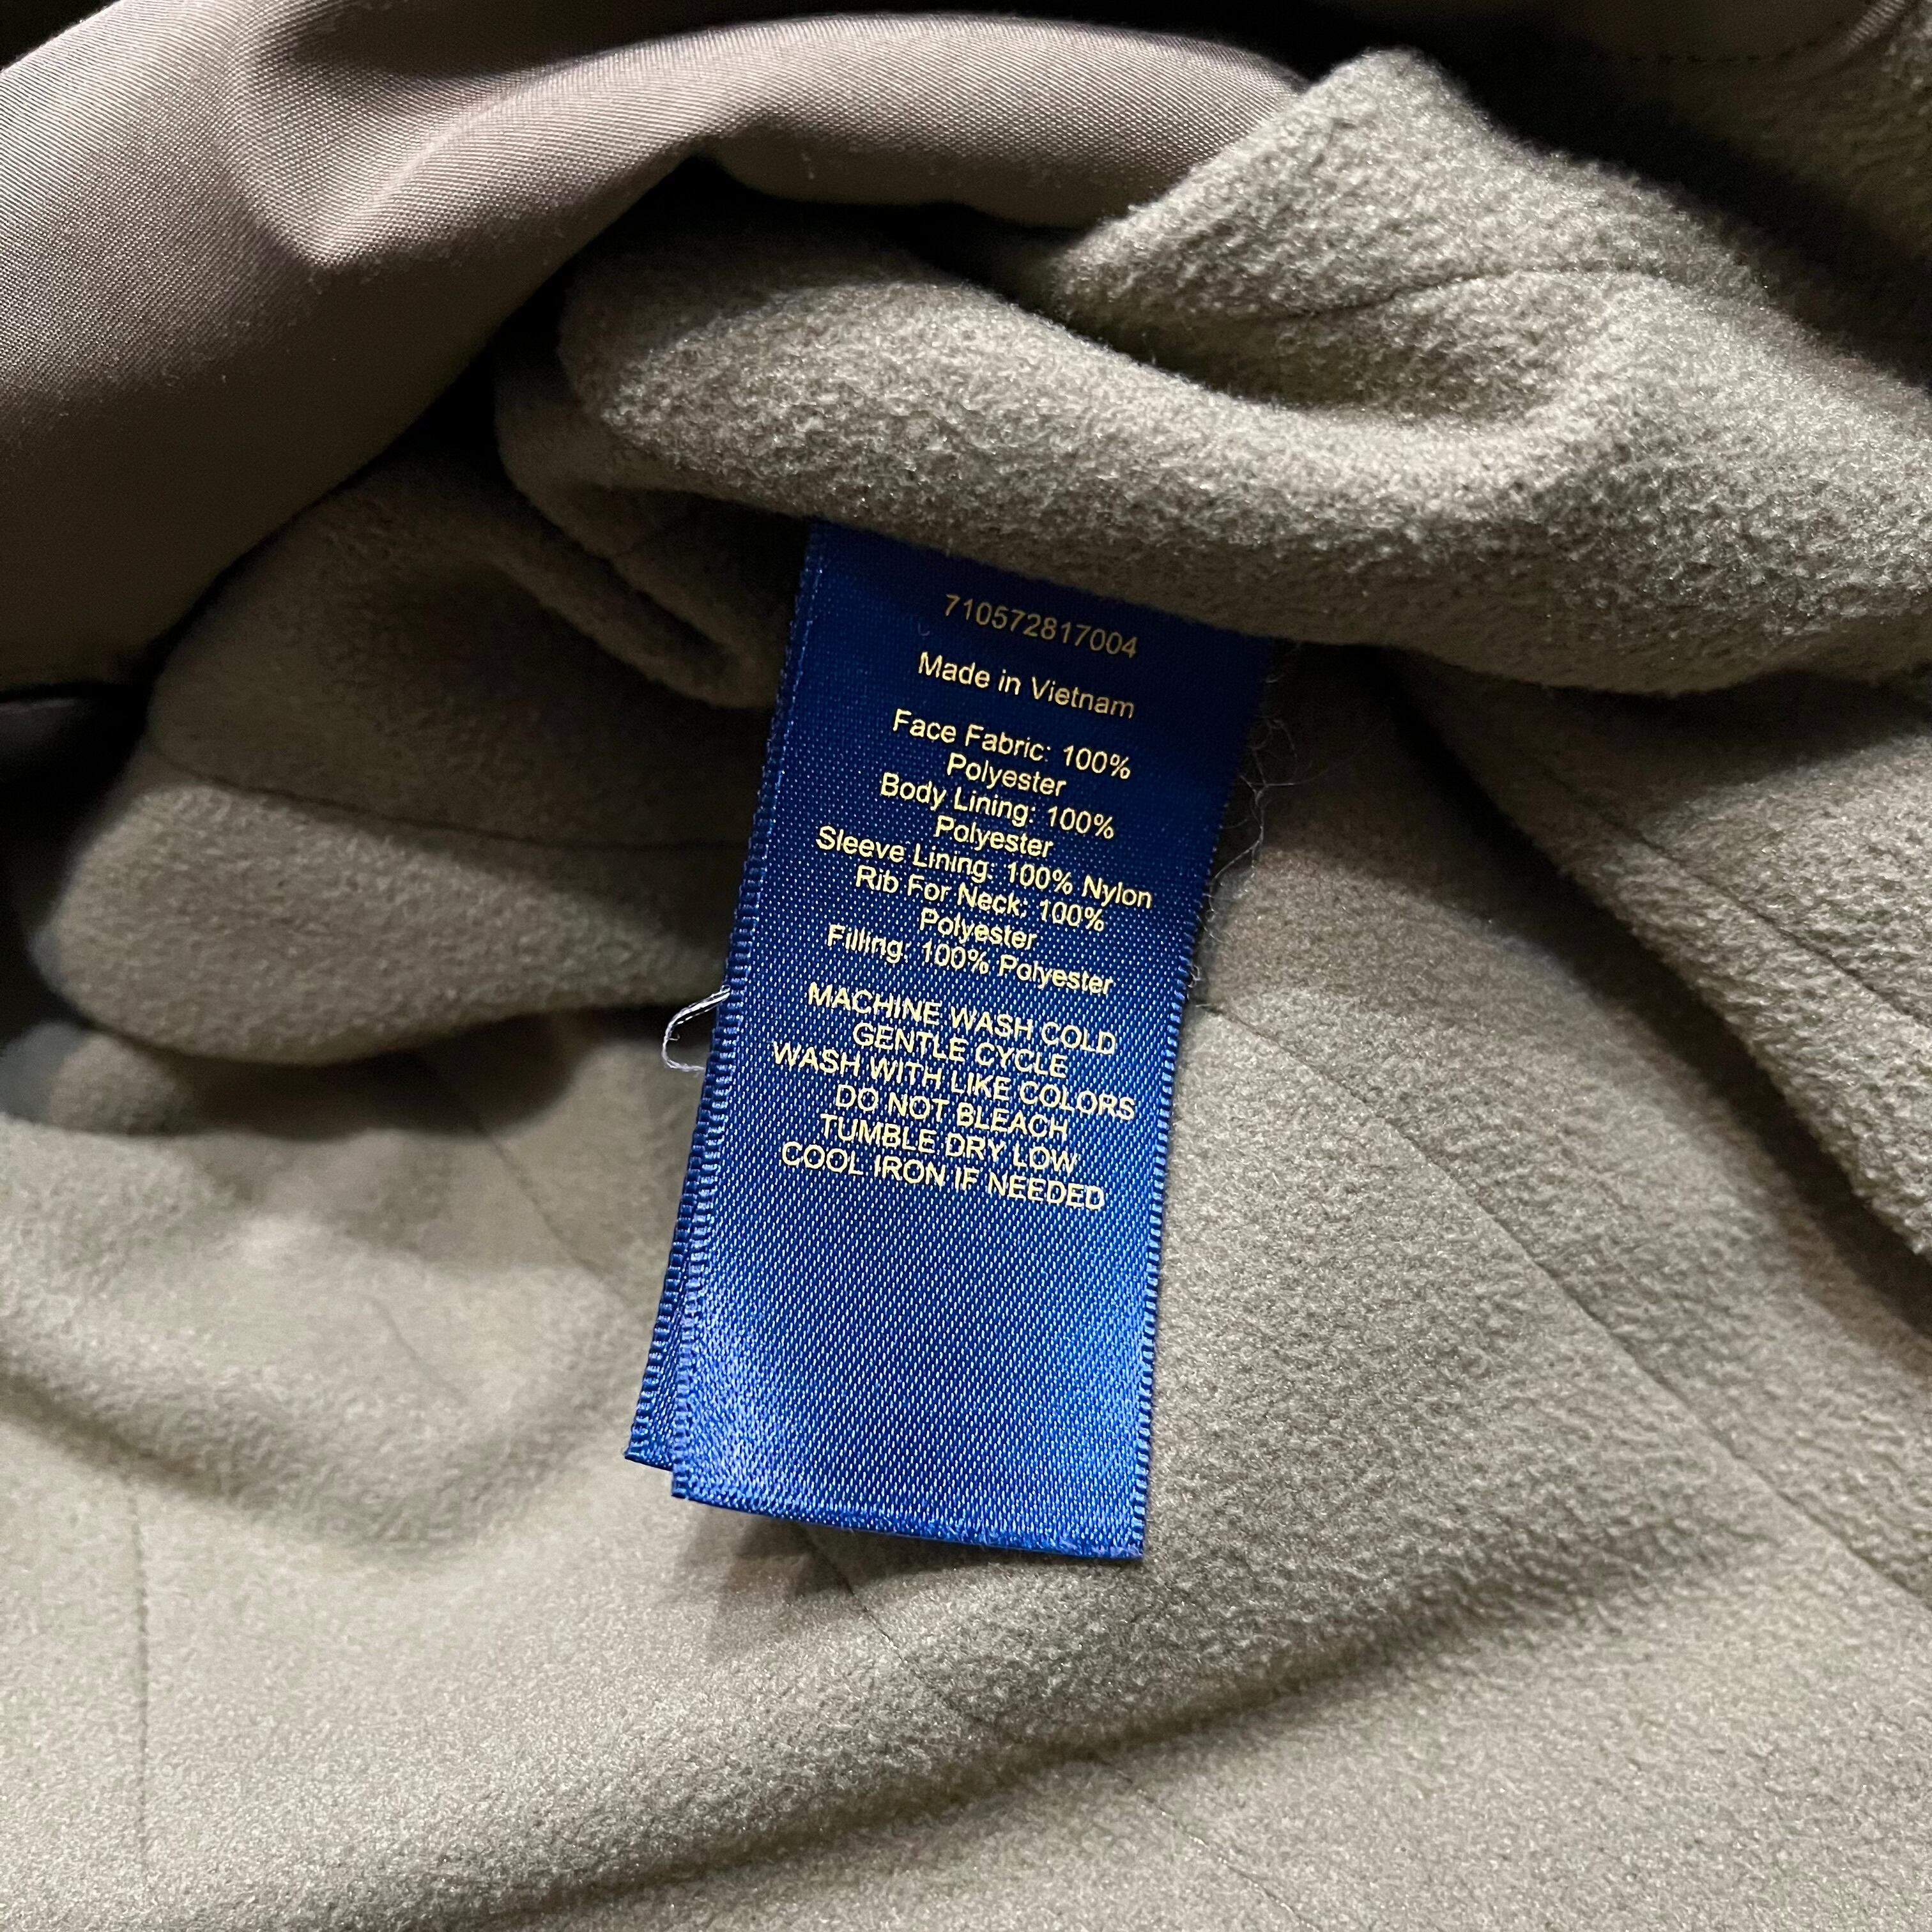 710572817004
Made in Vietnam
Face Fabric: 100%
Polyester
Body Lining: 100%
Polyester
Sleeve Lining: 100% Nylon
Rib For Neck: 100%
Polyester
Filling: 100% Polyester
MACHINE WASH COLD
GENTLE CYCLE
WASH WITH LIKE COLORS
DO NOT BLEACH
TUMBLE DRY LOW
COOL IRON IF NEEDED